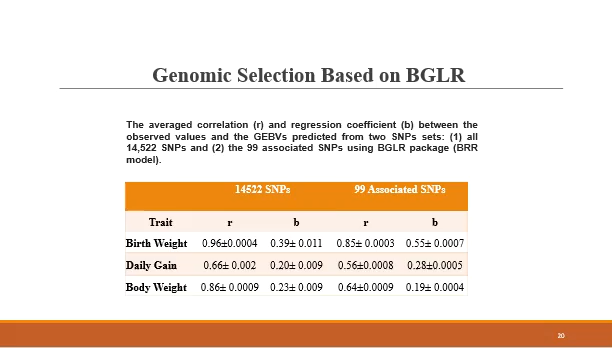 Genomic Selection Based on BGLR
The averaged correlation (r) and regression coefficient (b) between the
observed values and the GEBVs predicted from two SNPs sets: (1) all
14,522 SNPs and (2) the 99 associated SNPs using BGLR package (BRR
model).
14522 SNPs 99 Associated SNPs
Trait r b r b
Birth Weight 0.96±0.0004 0.39± 0.011 0.85± 0.0003 0.55± 0.0007
Daily Gain 0.66± 0.002 0.20± 0.009 0.56±0.0008 0.28±0.0005
Body Weight 0.86± 0.0009 0.23± 0.009 0.64±0.0009 0.19± 0.0004
20